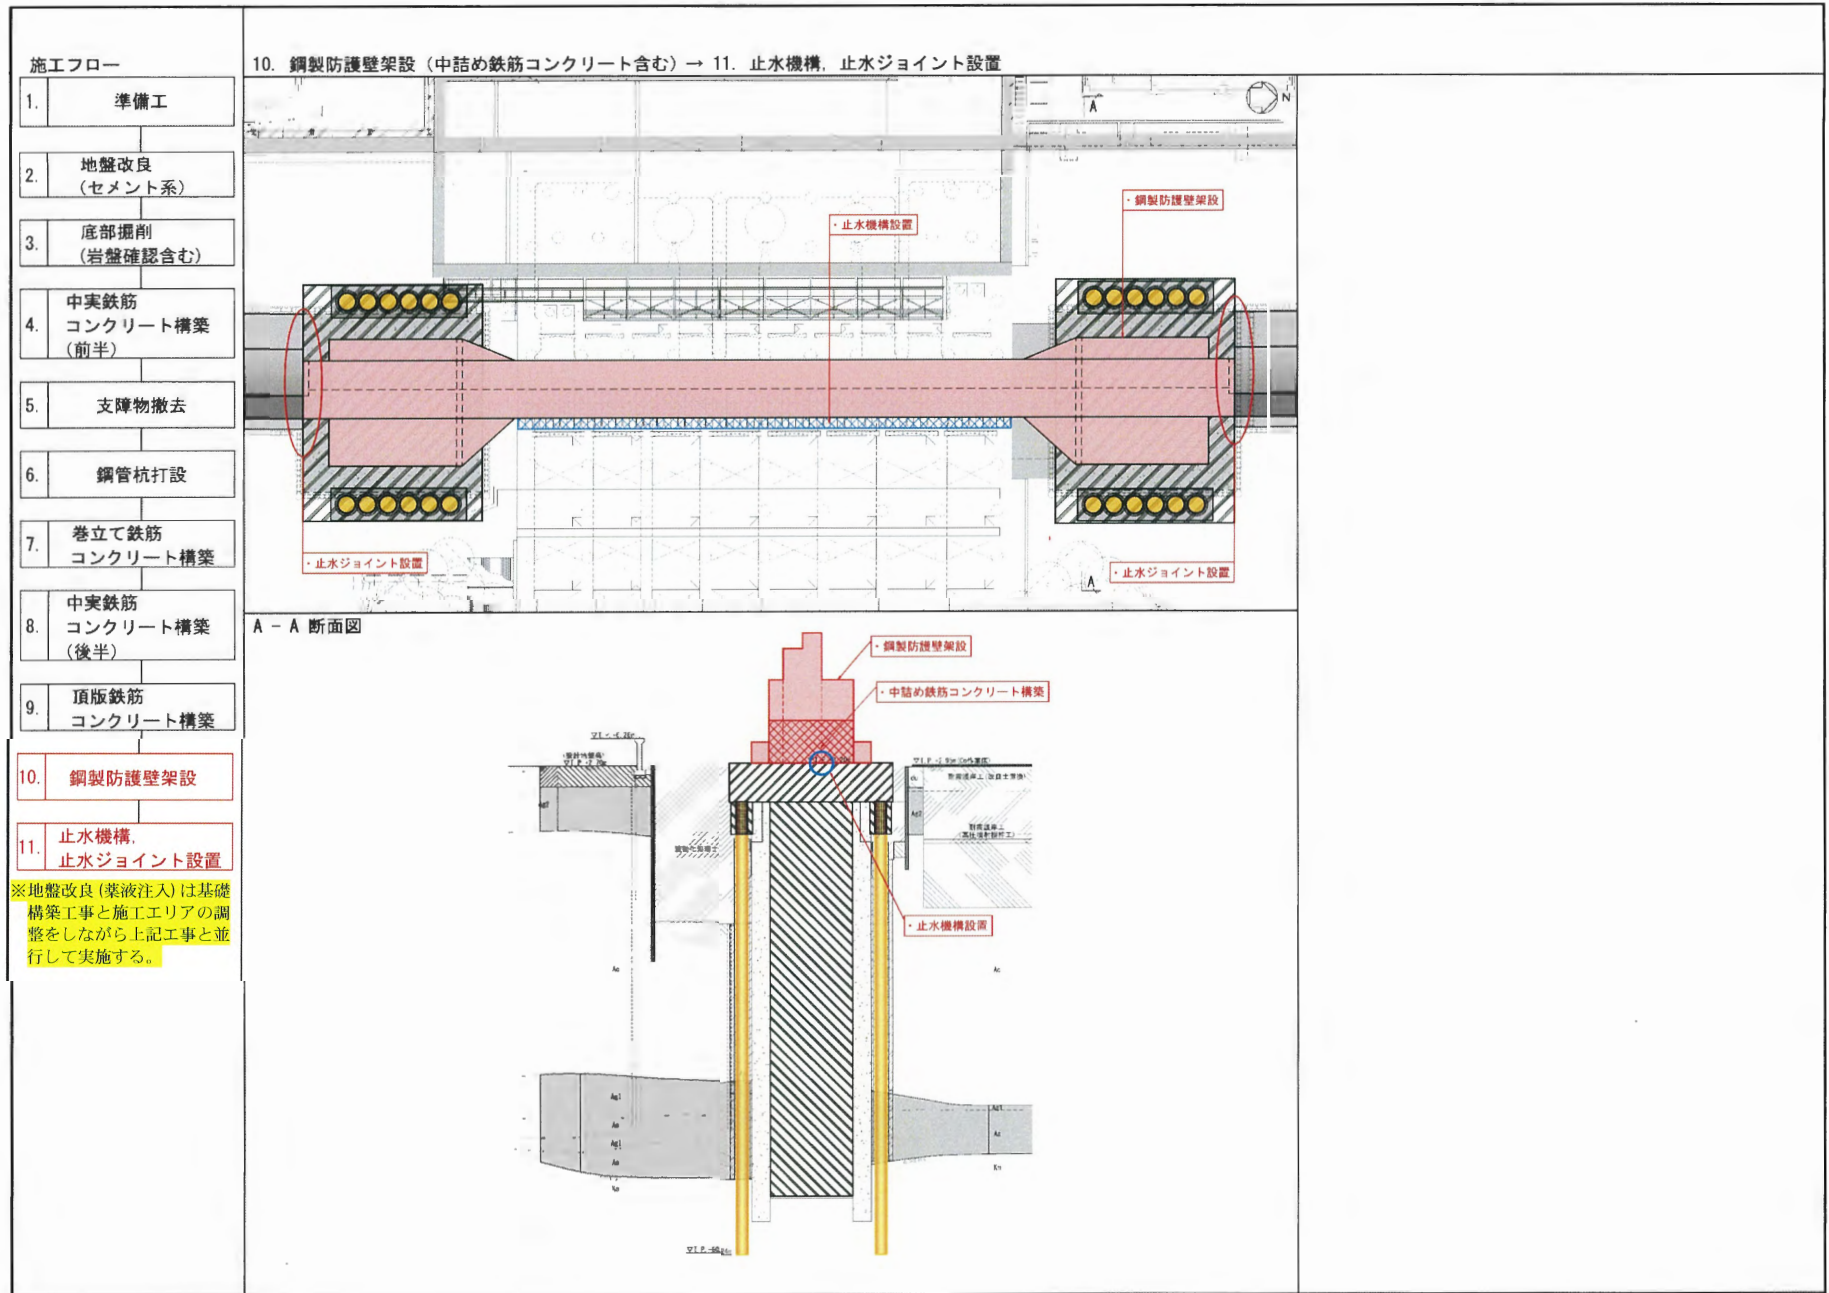 施工フロー
10. 鋼製防護壁架設（中詰め鉄筋コンクリート含む）→ 11. 止水機構，止水ジョイント設置
1. 準備工
2. 地盤改良
(セメント系)
3. 底部掘削
(岩盤確認含む)
4. 中実鉄筋
コンクリート構築
(前半)
5. 支障物撤去
6. 鋼管杭打設
7. 巻立て鉄筋
コンクリート構築
8. 中実鉄筋
コンクリート構築
(後半)
9. 頂版鉄筋
コンクリート構築
10. 鋼製防護壁架設
11. 止水機構，
止水ジョイント設置
※地盤改良(薬液注入)は基礎
構築工事と施工エリアの調
整をしながら上記工事と並
行して実施する。
A
N
・鋼製防護壁架設
・止水機構設置
・止水ジョイント設置
・止水ジョイント設置
A
A － A 断面図
・鋼製防護壁架設
・中詰め鉄筋コンクリート構築
・止水機構設置
Ag2
Ag2
Ac
Ag1
As
Ag1
As
Ac
Ag1
Ac
Km